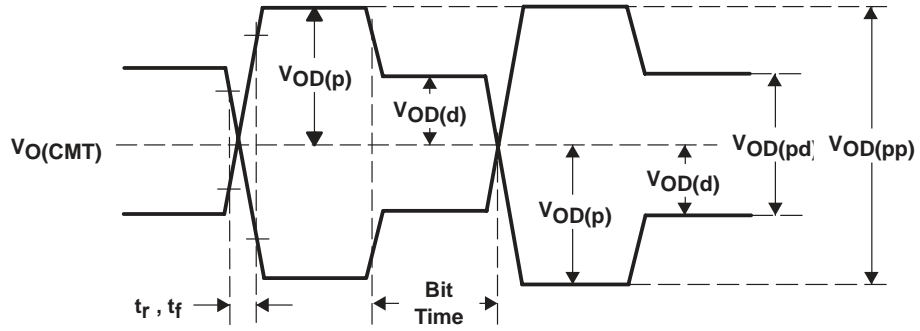 VOD(p)
VOD(d)
VO(CMT)
VOD(pd)
VOD(pp)
VOD(d)
VOD(p)
tr , tf
Bit
Time